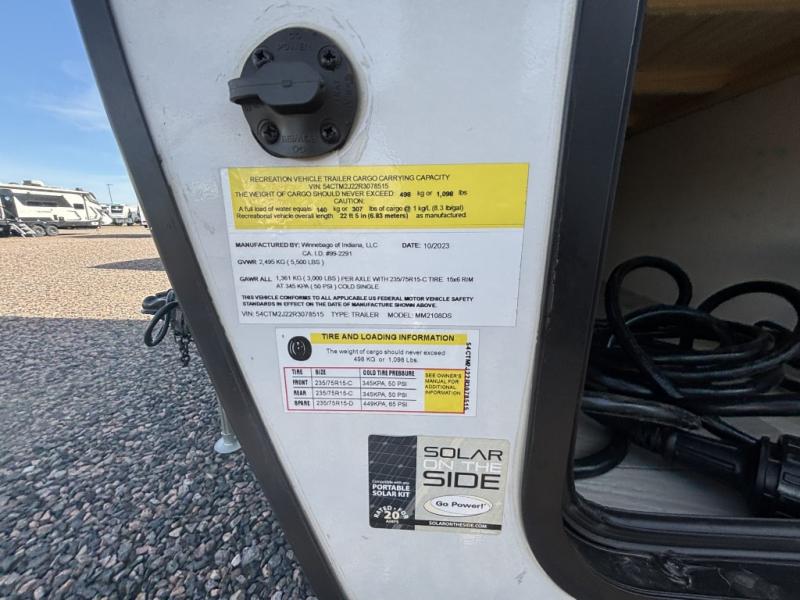 POWER
RECREATION VEHICLE TRAILER CARGO CARRYING CAPACITY
VIN: 54CTM2J22R3078515
THE WEIGHT OF CARGO SHOULD NEVER EXCEED 498 kg or 1,098 lbs
CAUTION:
A full load of water equals 140 kg or 307 lbs of cargo @ 1 kg/L (8.3 lb/gal)
Recreational vehicle overall length 22 ft 5 in (6.83 meters) as manufactured.
MANUFACTURED BY: Winnebago of Indiana, LLC DATE: 10/2023
CA. I.D. #99-2291
GVWR: 2,495 KG ( 5,500 LBS )
GAWR ALL: 1,361 KG ( 3,000 LBS ) PER AXLE WITH 235/75R15-C TIRE: 15x6 RIM
AT 345 KPA ( 50 PSI ) COLD SINGLE
THIS VEHICLE CONFORMS TO ALL APPLICABLE US FEDERAL MOTOR VEHICLE SAFETY
STANDARDS IN EFFECT ON THE DATE OF MANUFACTURE SHOWN ABOVE.
VIN: 54CTM2J22R3078515 TYPE: TRAILER MODEL: MM2108DS
TIRE AND LOADING INFORMATION
The weight of cargo should never exceed
498 KG or 1,098 Lbs.
TIRE SIZE COLD TIRE PRESSURE
FRONT 235/75R15-C 345KPA, 50 PSI
REAR 235/75R15-C 345KPA, 50 PSI
SPARE 235/75R15-D 449KPA, 65 PSI
SEE OWNER'S
MANUAL FOR
ADDITIONAL
INFORMATION
54CTM2J22R3078515
SOLAR
ON THE
SIDE
Compatible with any
PORTABLE
SOLAR KIT
RATED FOR
20
AMPS
Go Power!
SOLARONTHESIDE.COM